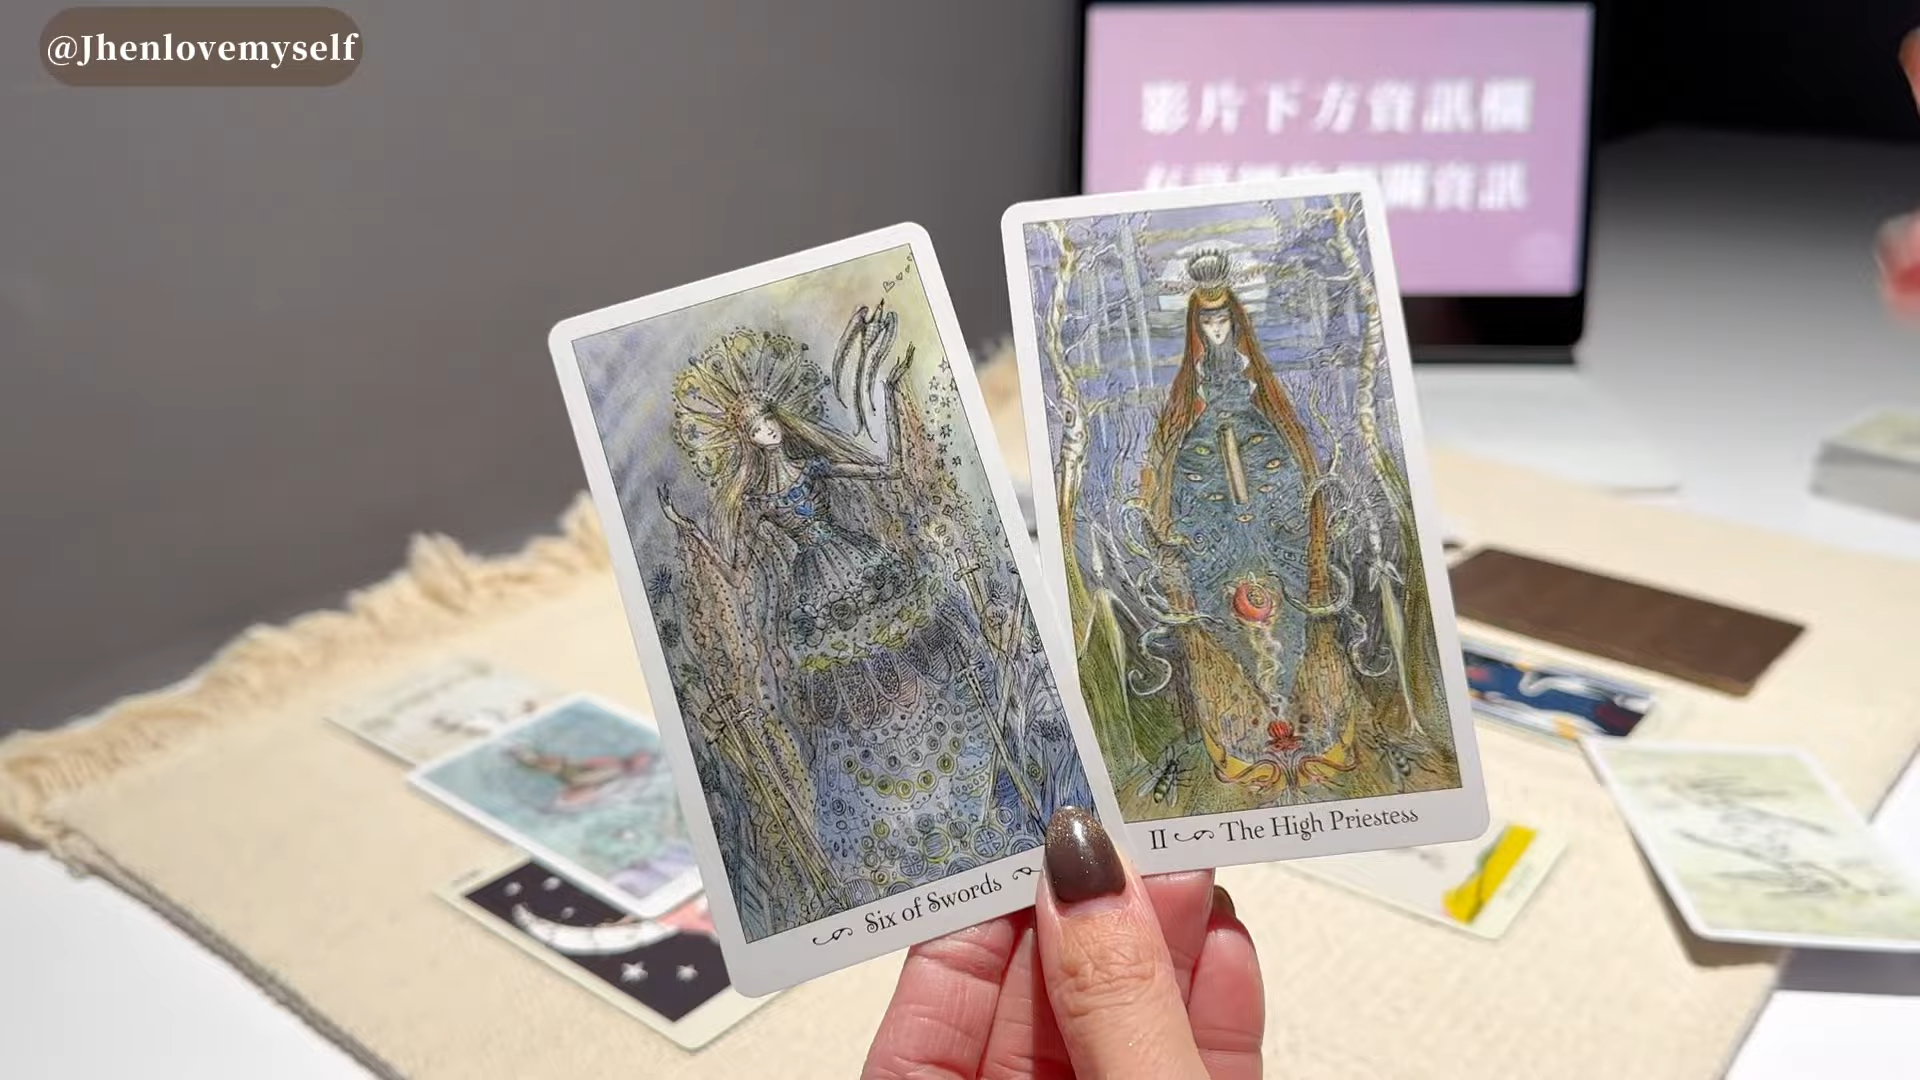 @Jhenlovemyself
影片下方資訊欄
Six of Swords
II The High Priestess